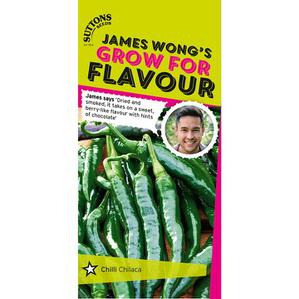 SUTTONS
SEEDS
JAMES WONG'S
GROW FOR
FLAVOUR
James says 'Dried and
smoked, it takes on a sweet,
berry-like flavour with hints
of chocolate'
Chilli Chilaca